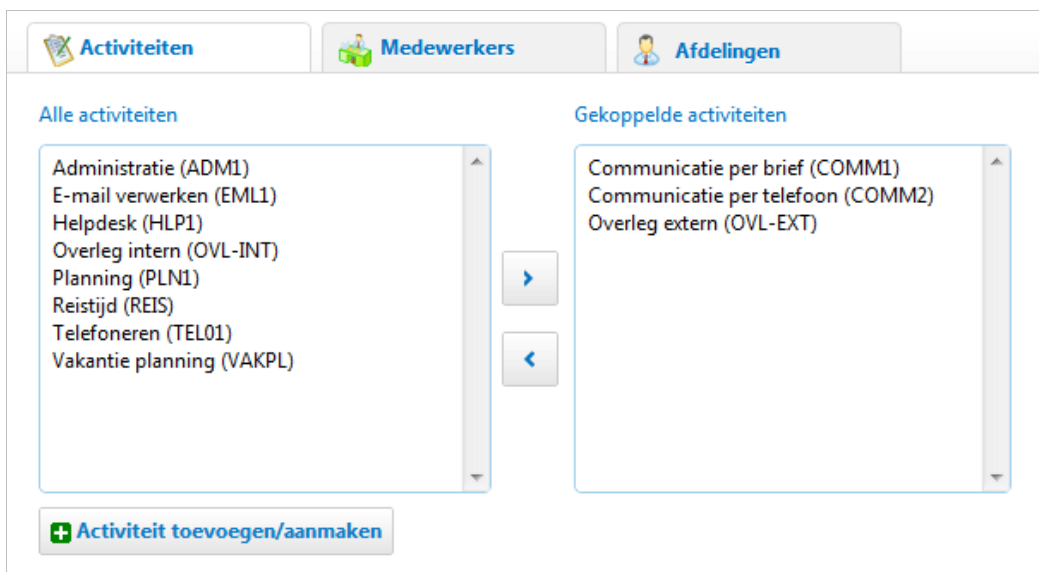 Activiteiten
Medewerkers
Afdelingen
Alle activiteiten
Administratie (ADM1)
E-mail verwerken (EML1)
Helpdesk (HLP1)
Overleg intern (OVL-INT)
Planning (PLN1)
Reistijd (REIS)
Telefoneren (TEL01)
Vakantie planning (VAKPL)
Gekoppelde activiteiten
Communicatie per brief (COMM1)
Communicatie per telefoon (COMM2)
Overleg extern (OVL-EXT)
Activiteit toevoegen/aanmaken